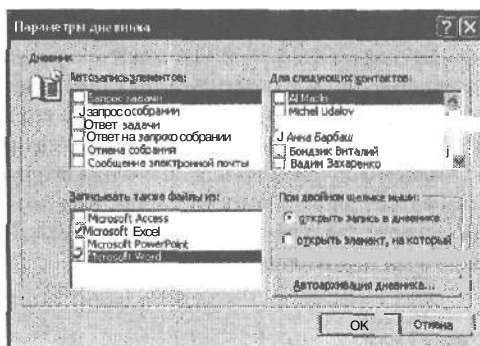 Параметры дневника
Дневник
Автозапись элементов:
Запрос задачи
Запрос о собрании
Ответ задачи
Ответ на запрохо собрании
Отмена собрания
Сообщение электронной почты
Для следующих контактов:
Michel Udalov
Анна Барбаш
Бондзик Виталий
Вадим Захаренко
Записывать также файлы из:
Microsoft Access
Microsoft Excel
Microsoft PowerPoint
Microsoft Word
При двойном щелчке мыши:
открыть запись в дневнике
открыть элемент, на который
Автоархивация дневника...
OK
Отмена